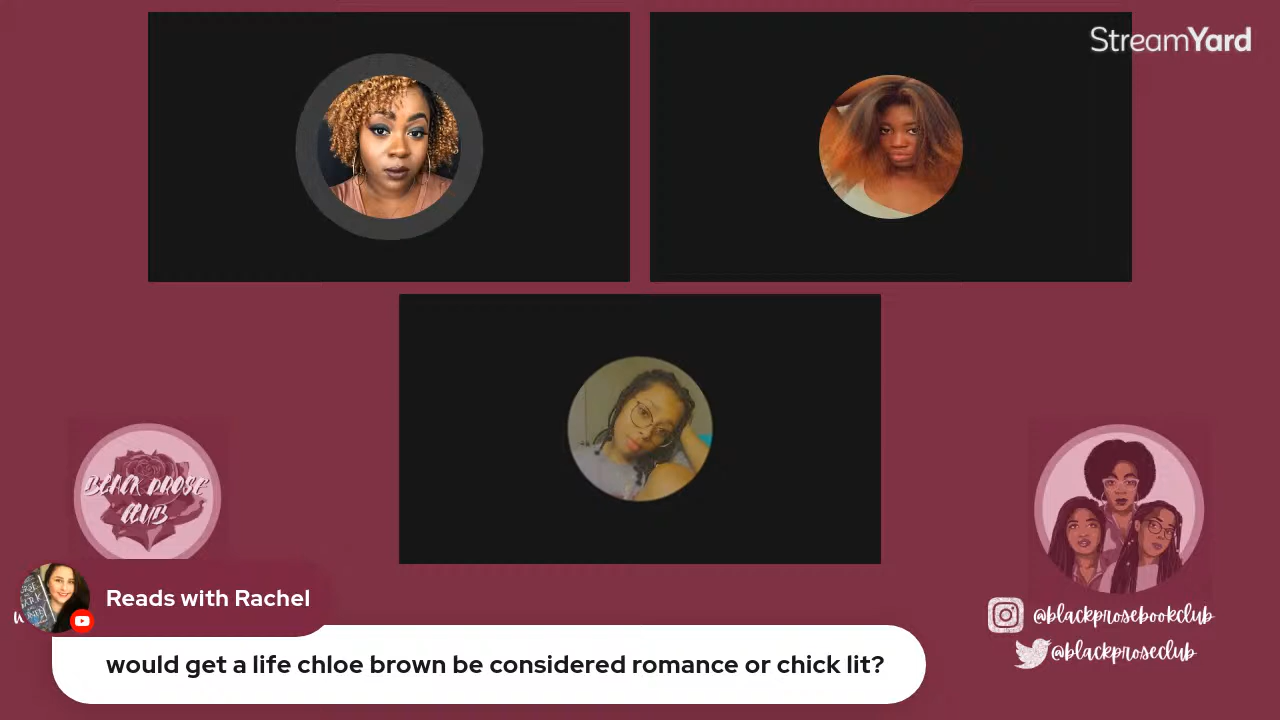 StreamYard
BLACK PROSE
CLUB
Reads with Rachel
would get a life chloe brown be considered romance or chick lit?
@blackprosebookclub
@blackproseclub